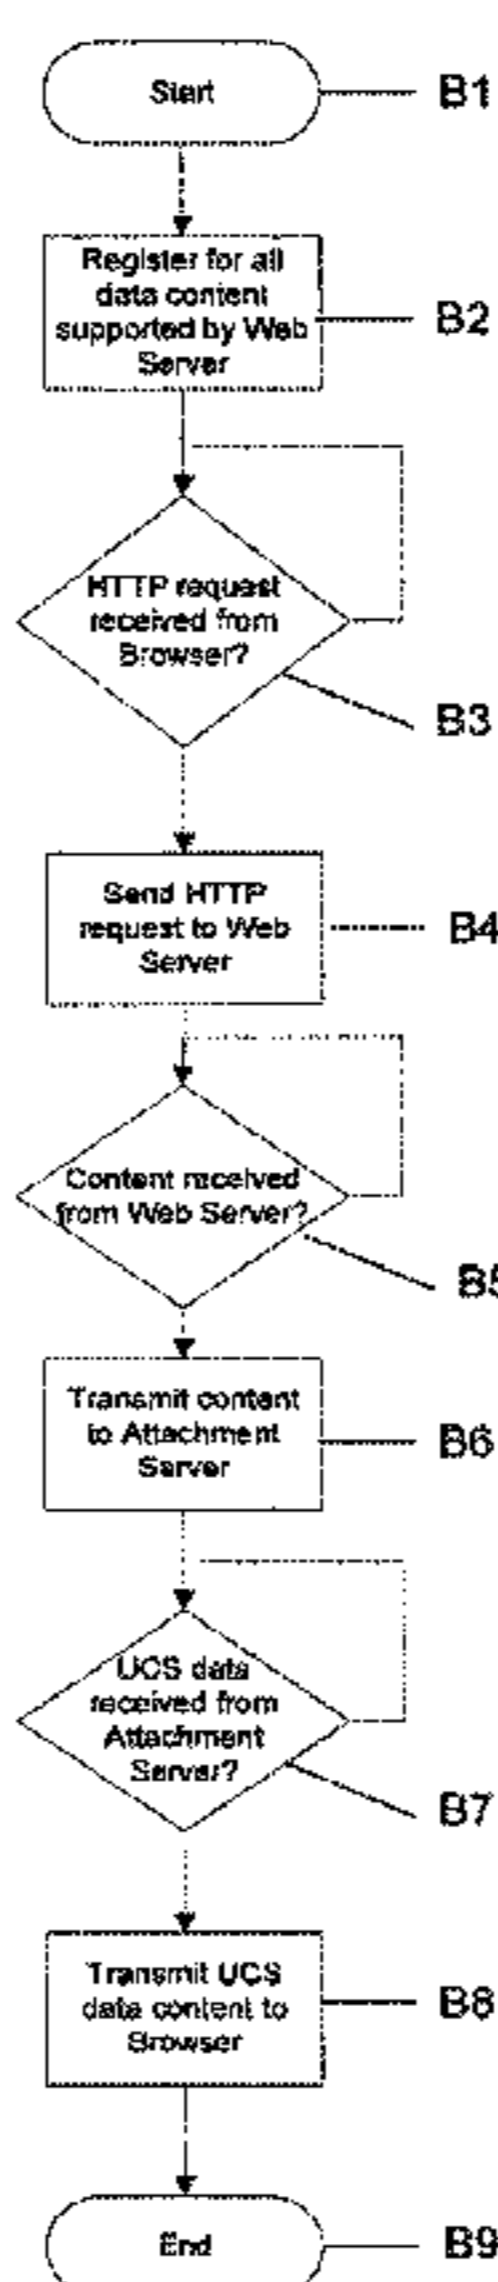 Start
B1
Register for all
data content
supported by Web
Server
B2
HTTP request
received from
Browser?
B3
Send HTTP
request to Web
Server
B4
Content received
from Web Server?
B5
Transmit content
to Attachment
Server
B6
UCS data
received from
Attachment
Server?
B7
Transmit UCS
data content to
Browser
B8
End
B9